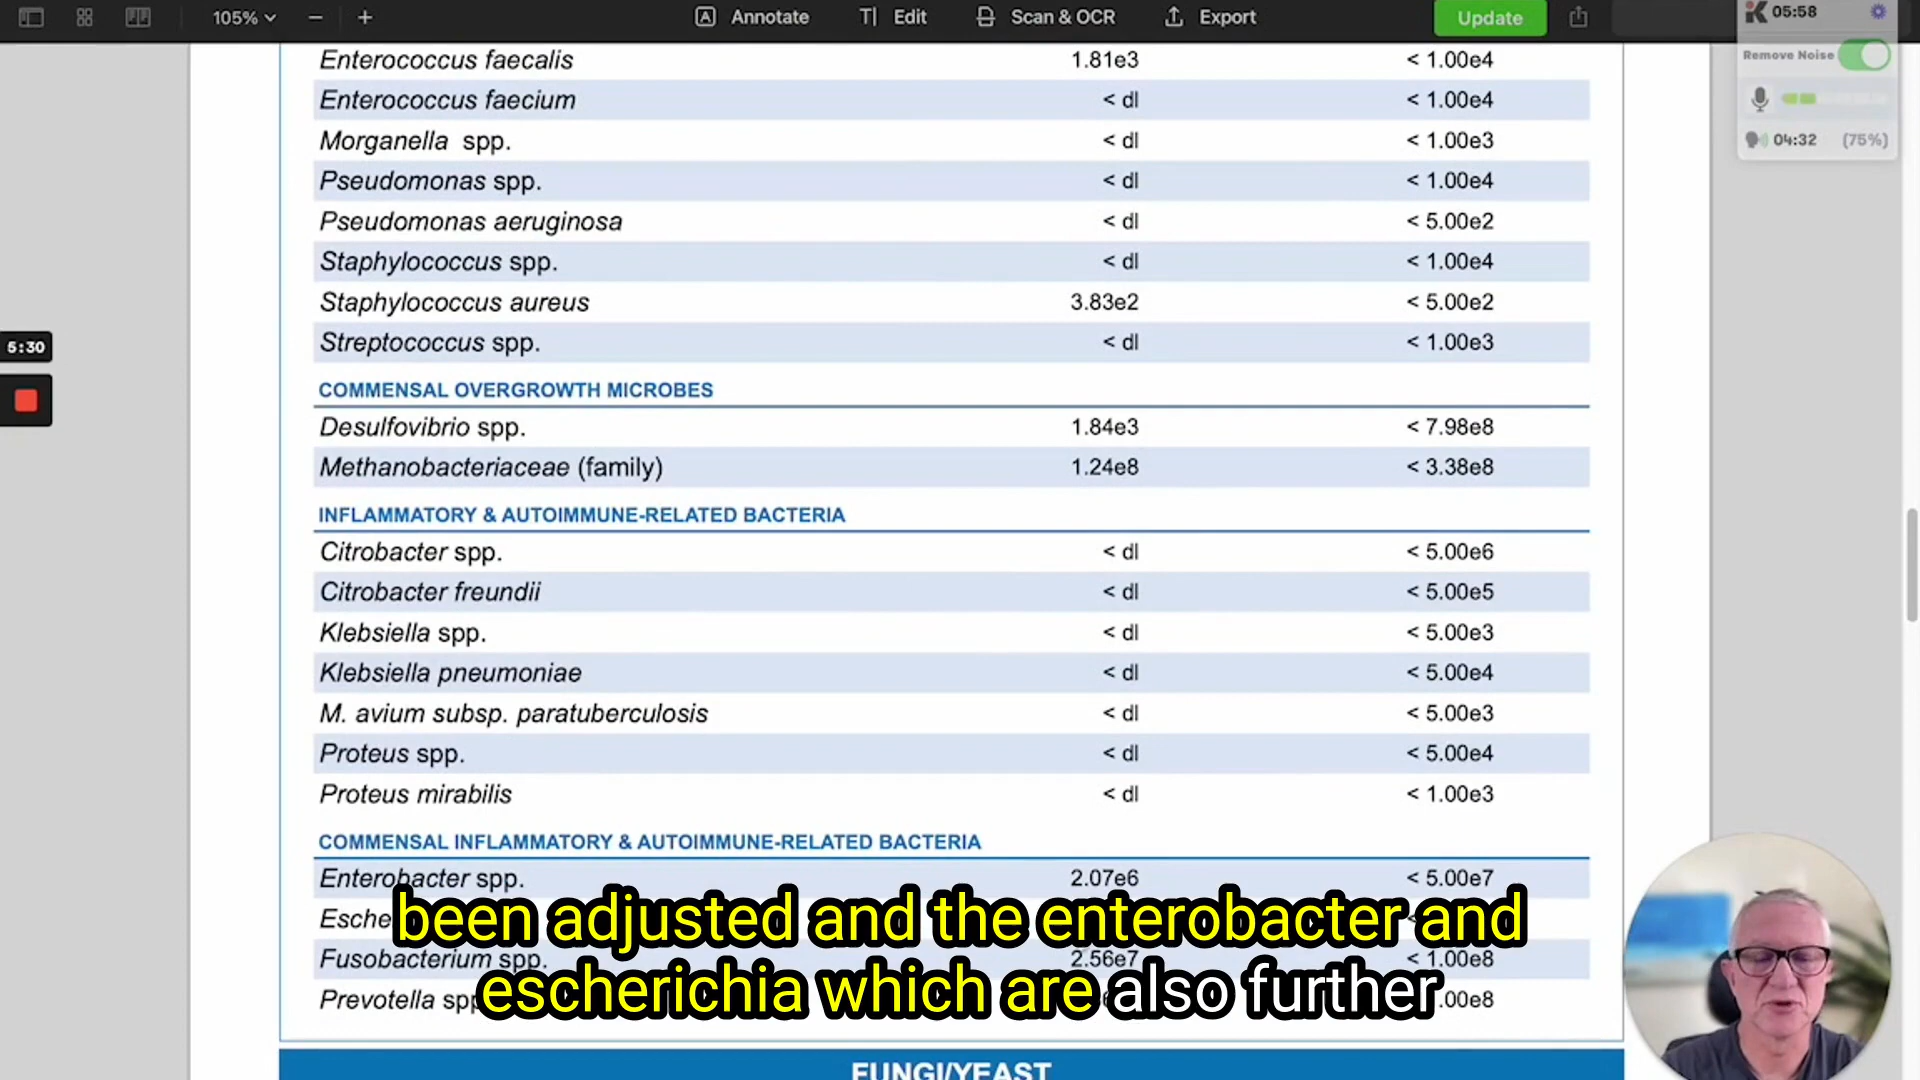 105%
Annotate
Edit
Scan & OCR
Export
Update
05:58
Remove Noise
04:32 (75%)
5:30
Enterococcus faecalis 1.81e3 < 1.00e4
Enterococcus faecium < dl < 1.00e4
Morganella spp. < dl < 1.00e3
Pseudomonas spp. < dl < 1.00e4
Pseudomonas aeruginosa < dl < 5.00e2
Staphylococcus spp. < dl < 1.00e4
Staphylococcus aureus 3.83e2 < 5.00e2
Streptococcus spp. < dl < 1.00e3
COMMENSAL OVERGROWTH MICROBES
Desulfovibrio spp. 1.84e3 < 7.98e8
Methanobacteriaceae (family) 1.24e8 < 3.38e8
INFLAMMATORY & AUTOIMMUNE-RELATED BACTERIA
Citrobacter spp. < dl < 5.00e6
Citrobacter freundii < dl < 5.00e5
Klebsiella spp. < dl < 5.00e3
Klebsiella pneumoniae < dl < 5.00e4
M. avium subsp. paratuberculosis < dl < 5.00e3
Proteus spp. < dl < 5.00e4
Proteus mirabilis < dl < 1.00e3
COMMENSAL INFLAMMATORY & AUTOIMMUNE-RELATED BACTERIA
Enterobacter spp. 2.07e6 < 5.00e7
Esche
Fusobacterium spp. 2.56e7 < 1.00e8
Prevotella spp .00e8
been adjusted and the enterobacter and
escherichia which are also further
FUNGI/YEAST